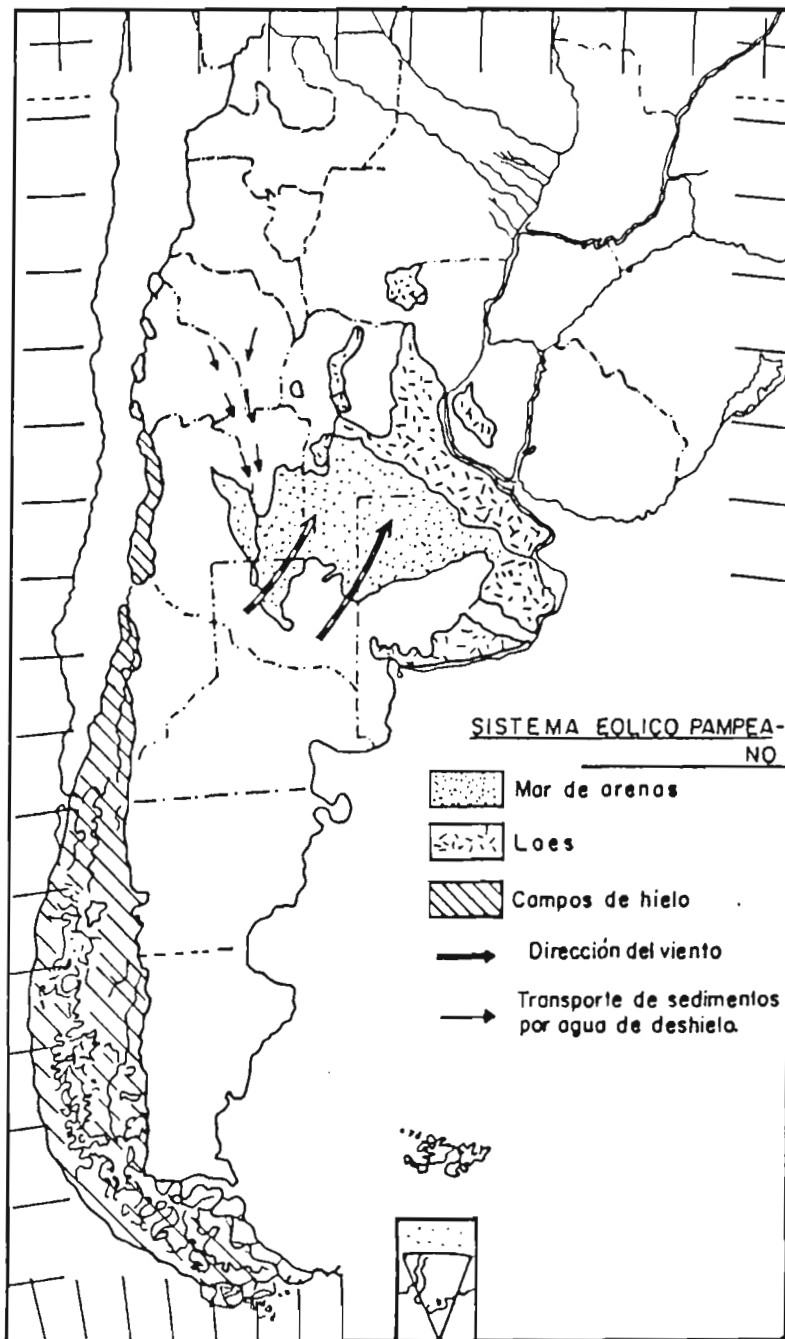 SISTEMA EOLICO PAMPEA-
NO
Mar de arenas
Loes
Campos de hielo
Dirección del viento
Transporte de sedimentos
por agua de deshielo.